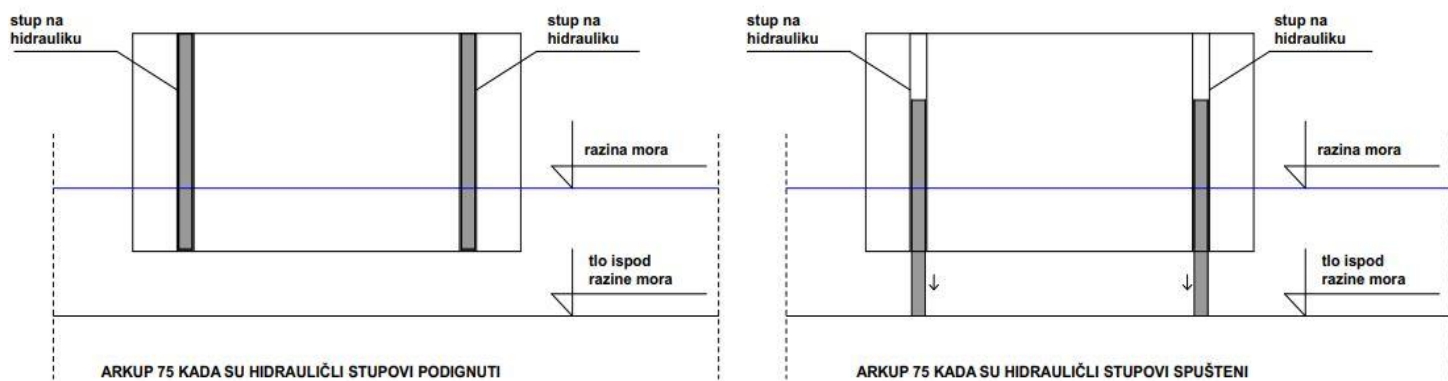 stup na
hidrauliku
stup na
hidrauliku
razina mora
tlo ispod
razine mora
ARKUP 75 KADA SU HIDRAULIČLI STUPOVI PODIGNUTI
stup na
hidrauliku
stup na
hidrauliku
razina mora
tlo ispod
razine mora
ARKUP 75 KADA SU HIDRAULIČLI STUPOVI SPUŠTENI